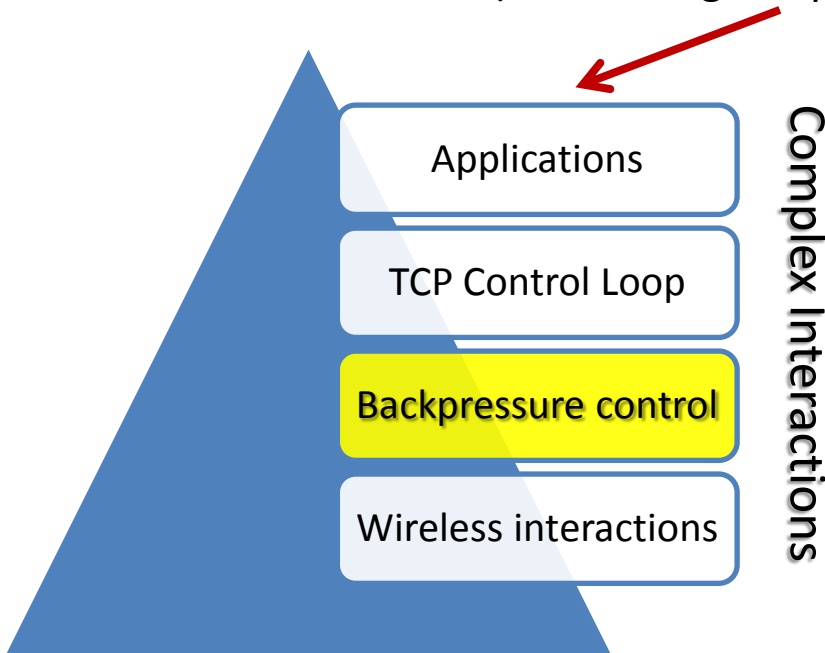 Applications
TCP Control Loop
Backpressure control
Wireless interactions
Complex Interactions